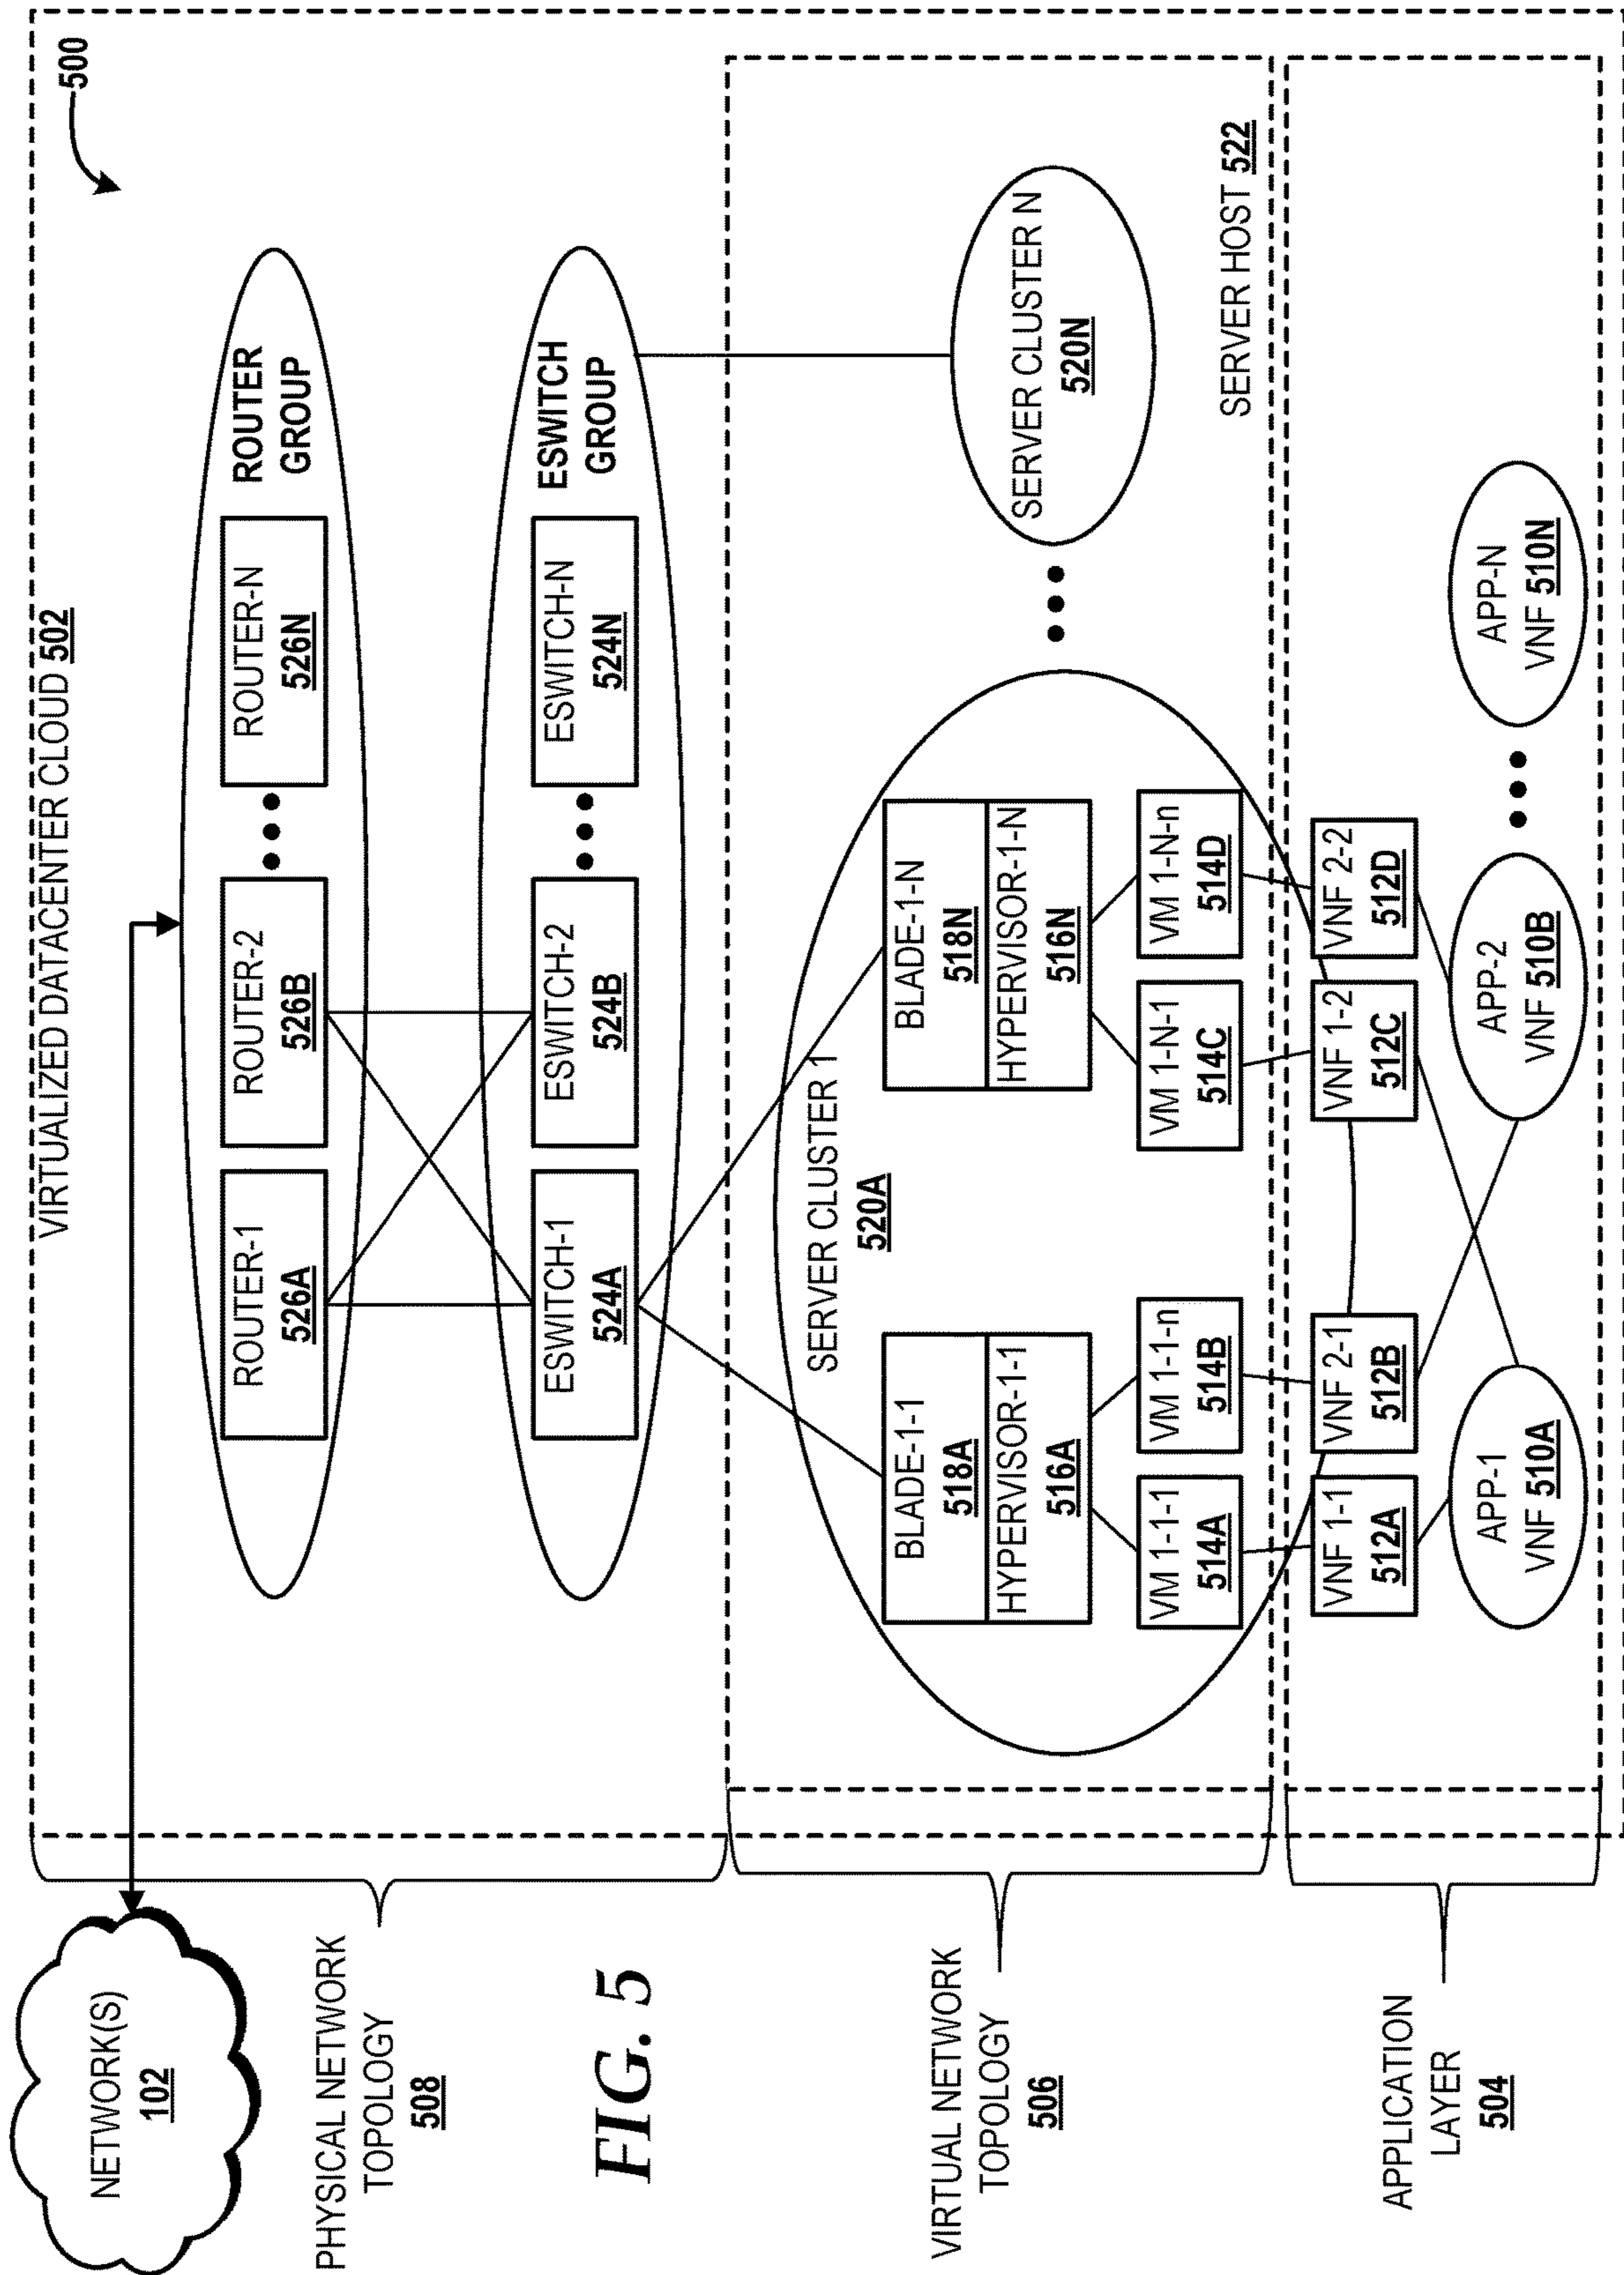 500
VIRTUALIZED DATACENTER CLOUD 502
NETWORK(S)
102
PHYSICAL NETWORK
TOPOLOGY
508
ROUTER-1
526A
ROUTER-2
526B
ROUTER-N
526N
ROUTER
GROUP
ESWITCH-1
524A
ESWITCH-2
524B
ESWITCH-N
524N
ESWITCH
GROUP
FIG. 5
VIRTUAL NETWORK
TOPOLOGY
506
SERVER CLUSTER 1
520A
BLADE-1-1
518A
HYPERVISOR-1-1
516A
VM 1-1-1
514A
VM 1-1-n
514B
BLADE-1-N
518N
HYPERVISOR-1-N
516N
VM 1-N-1
514C
VM 1-N-n
514D
SERVER CLUSTER N
520N
SERVER HOST 522
APPLICATION
LAYER
504
VNF 1-1
512A
VNF 2-1
512B
VNF 1-2
512C
VNF 2-2
512D
APP-1
VNF 510A
APP-2
VNF 510B
APP-N
VNF 510N